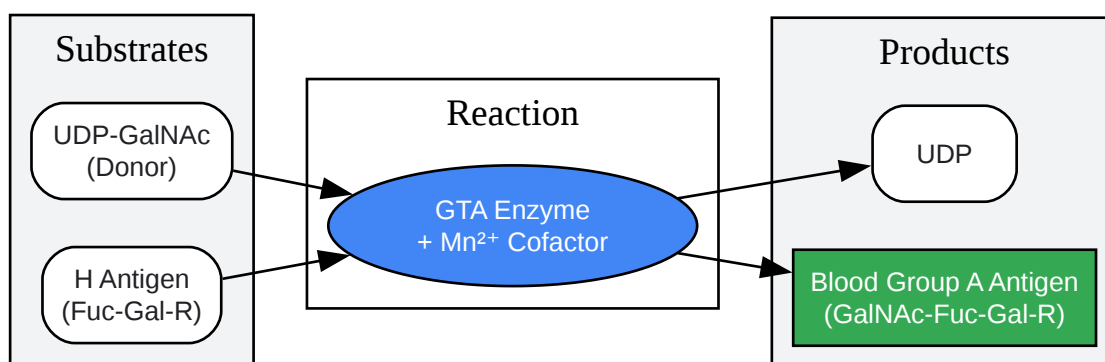 Substrates
UDP-GalNAc
(Donor)
H Antigen
(Fuc-Gal-R)
Reaction
GTA Enzyme
+ Mn²⁺ Cofactor
Products
UDP
Blood Group A Antigen
(GalNAc-Fuc-Gal-R)